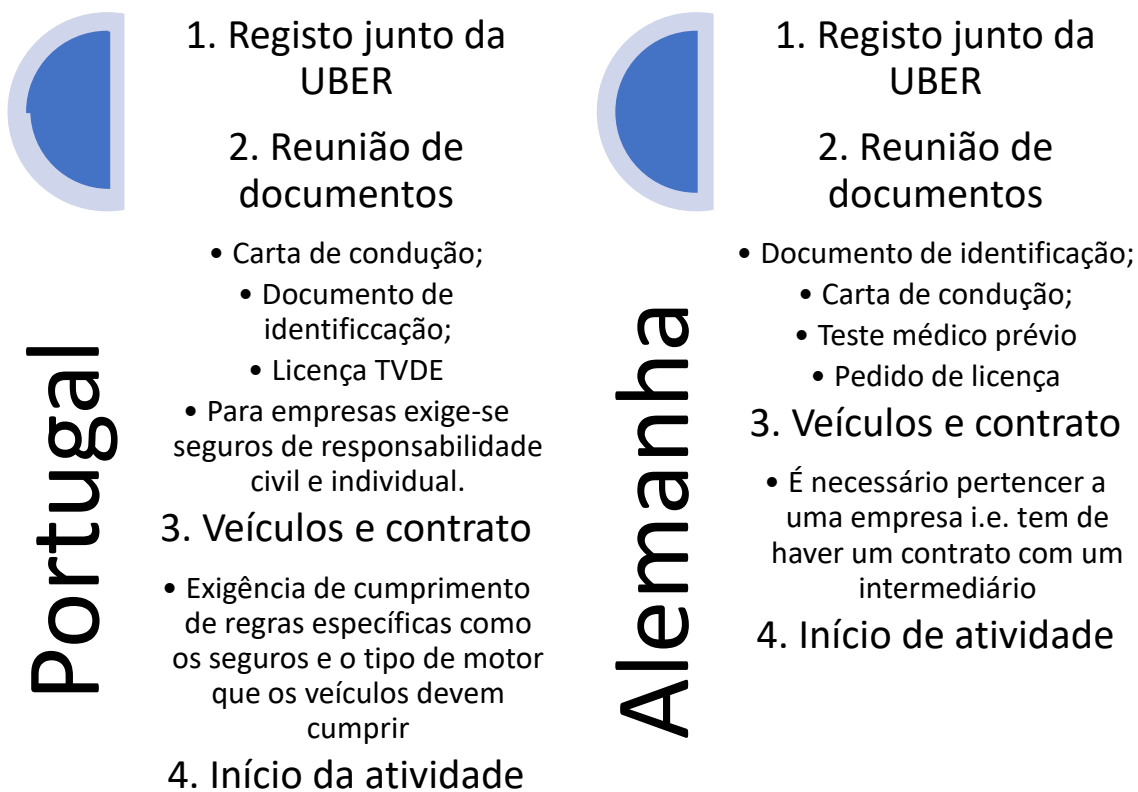 Portugal
1. Registo junto da
UBER
2. Reunião de
documentos
• Carta de condução;
• Documento de
identificcação;
• Licença TVDE
• Para empresas exige-se
seguros de responsabilidade
civil e individual.
3. Veículos e contrato
• Exigência de cumprimento
de regras específicas como
os seguros e o tipo de motor
que os veículos devem
cumprir
4. Início da atividade
Alemanha
1. Registo junto da
UBER
2. Reunião de
documentos
• Documento de identificação;
• Carta de condução;
• Teste médico prévio
• Pedido de licença
3. Veículos e contrato
• É necessário pertencer a
uma empresa i.e. tem de
haver um contrato com um
intermediário
4. Início de atividade